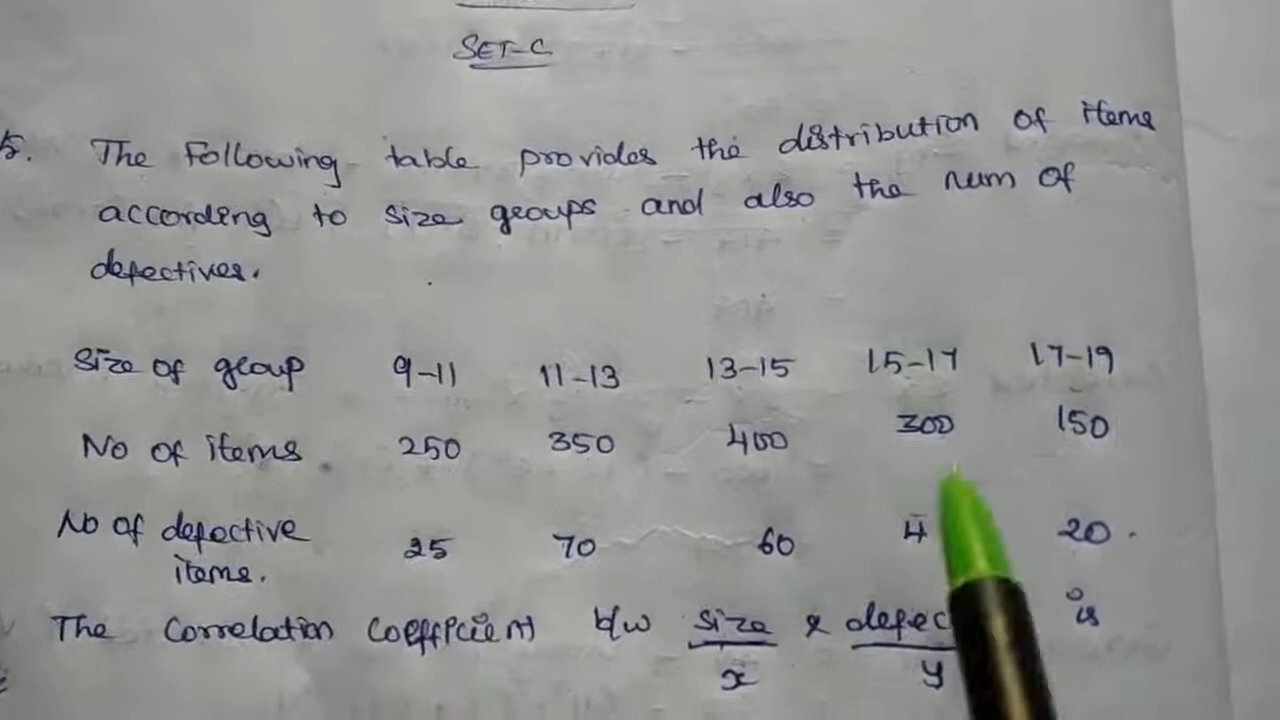 SET-C
5. The Following table provides the distribution of items
according to size groups and also the num of
defectives.
Size of group 9-11 11-13 13-15 15-17 17-19
No of items 250 350 400 300 150
No of defective 25 70 60 20.
items.
The Correlation Coefficient b/w size & is
x y